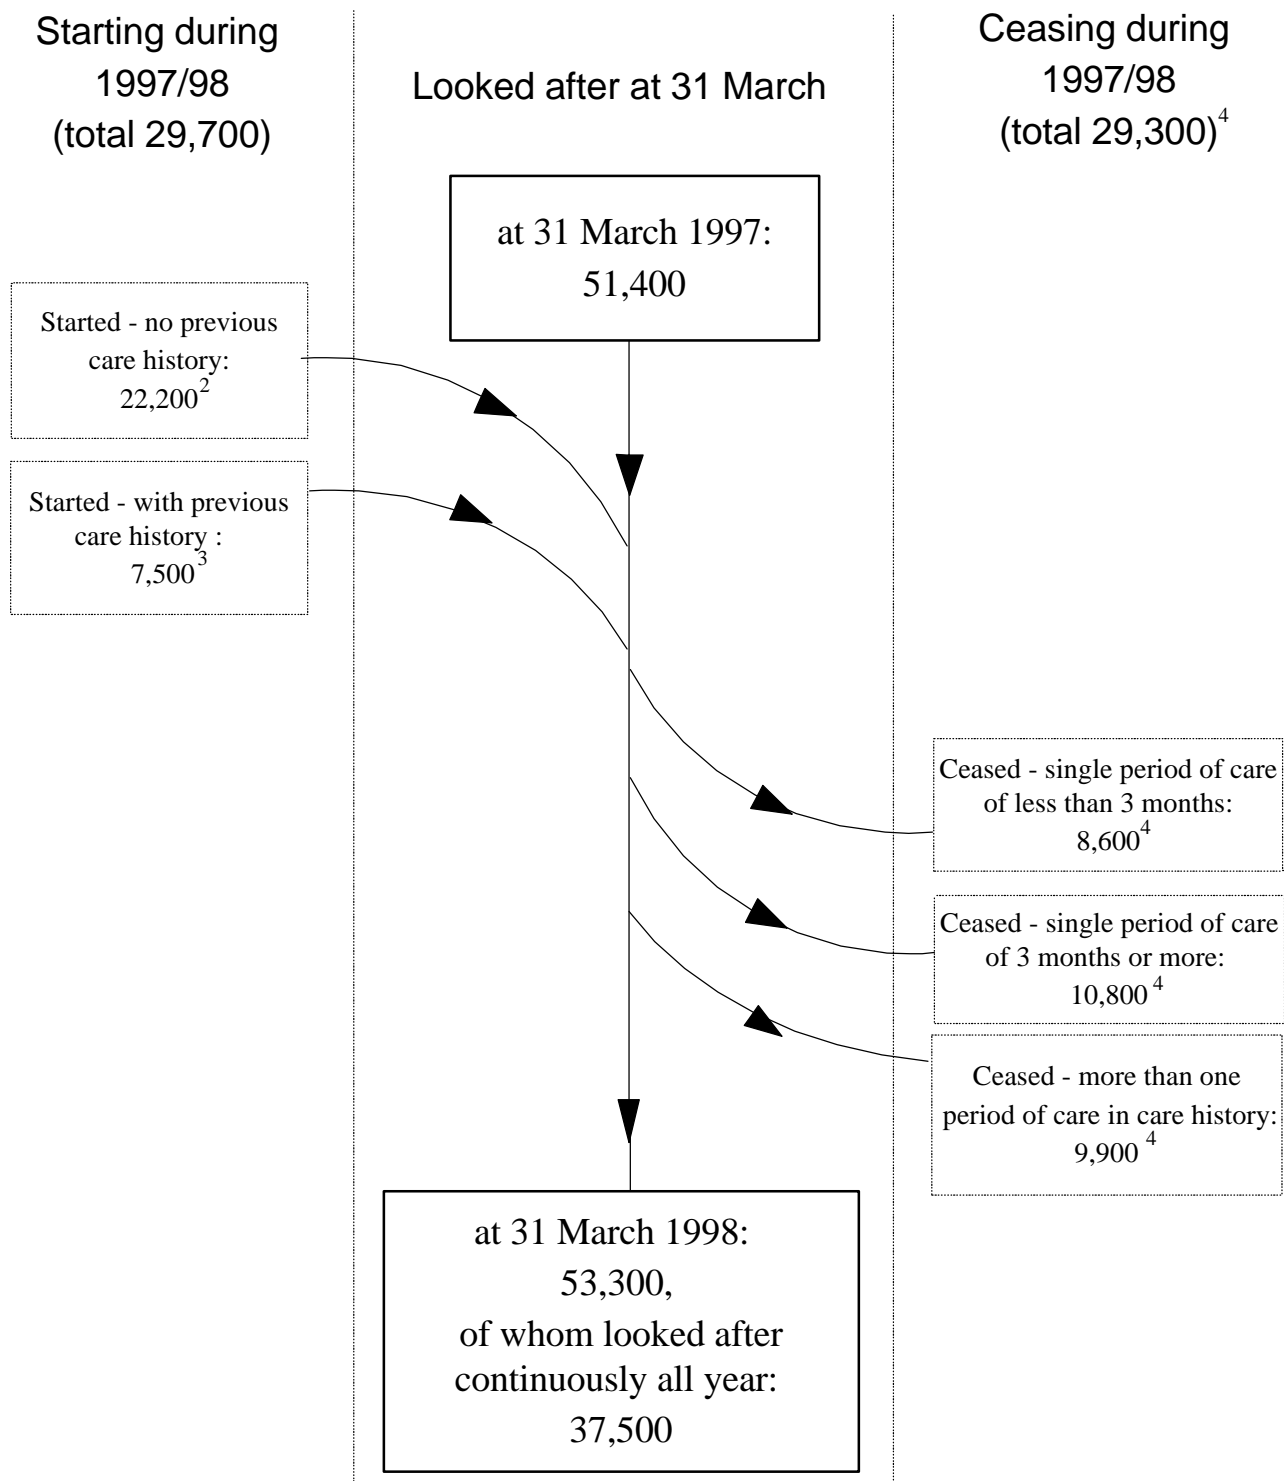 Starting during
1997/98
(total 29,700)
Looked after at 31 March
Ceasing during
1997/98
(total 29,300)⁴
at 31 March 1997:
51,400
Started - no previous
care history:
22,200²
Started - with previous
care history :
7,500³
Ceased - single period of care
of less than 3 months:
8,600⁴
Ceased - single period of care
of 3 months or more:
10,800⁴
Ceased - more than one
period of care in care history:
9,900⁴
at 31 March 1998:
53,300,
of whom looked after
continuously all year:
37,500